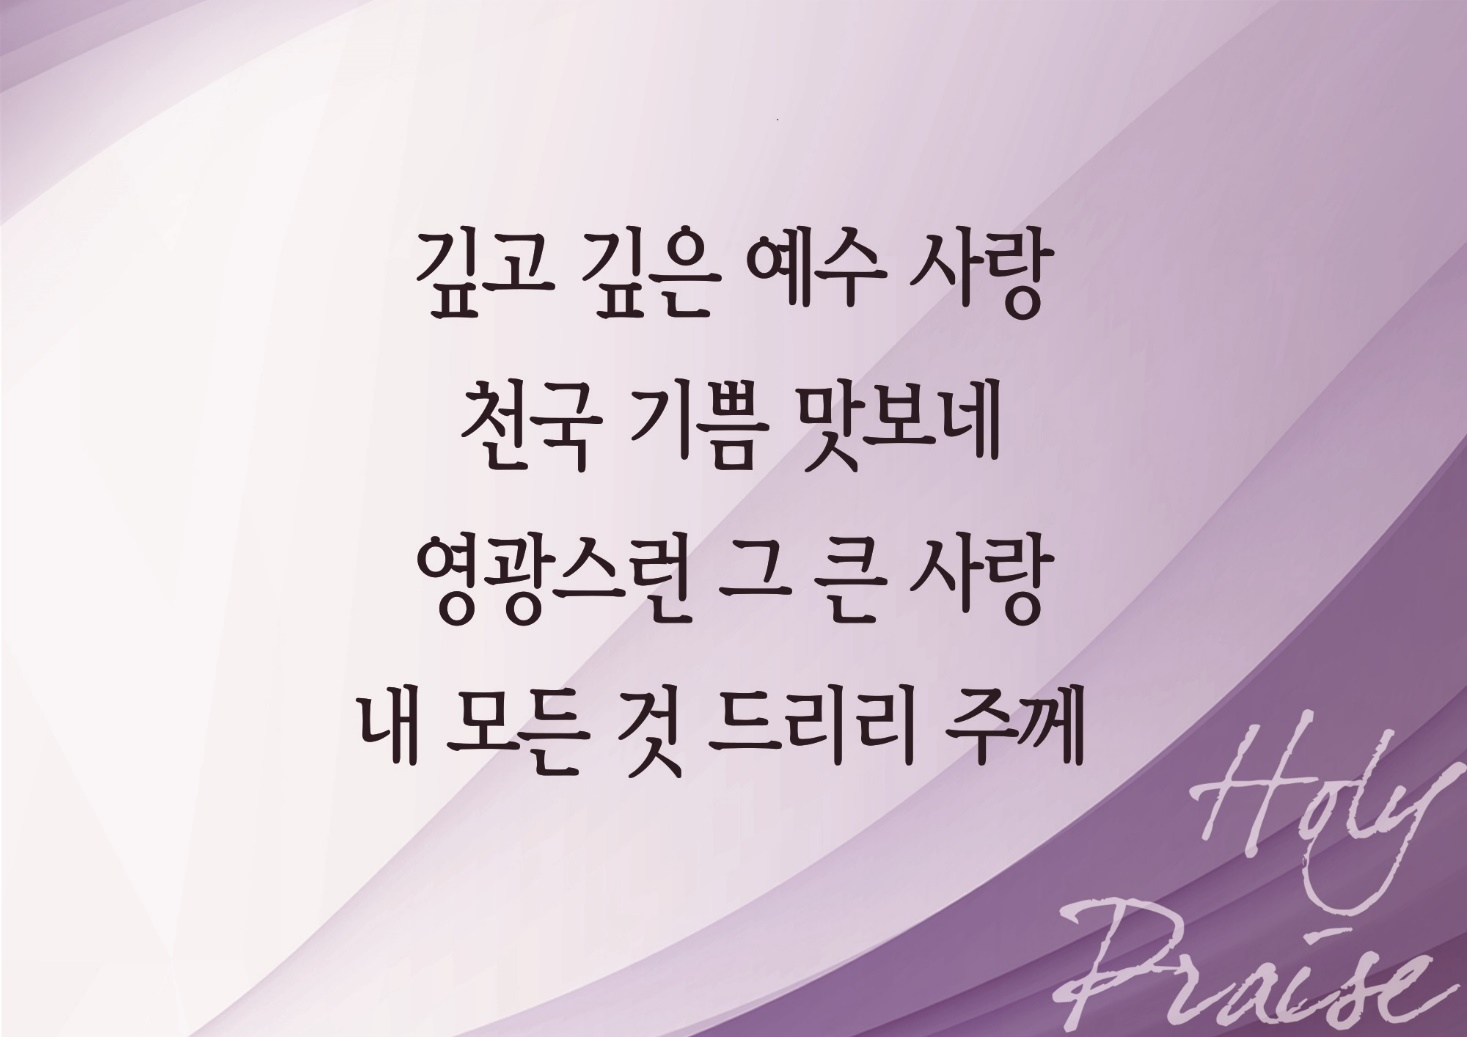 깊고 깊은 예수 사랑
천국 기쁨 맛보네
영광스런 그 큰 사랑
내 모든 것 드리리 주께
Holy
Praise